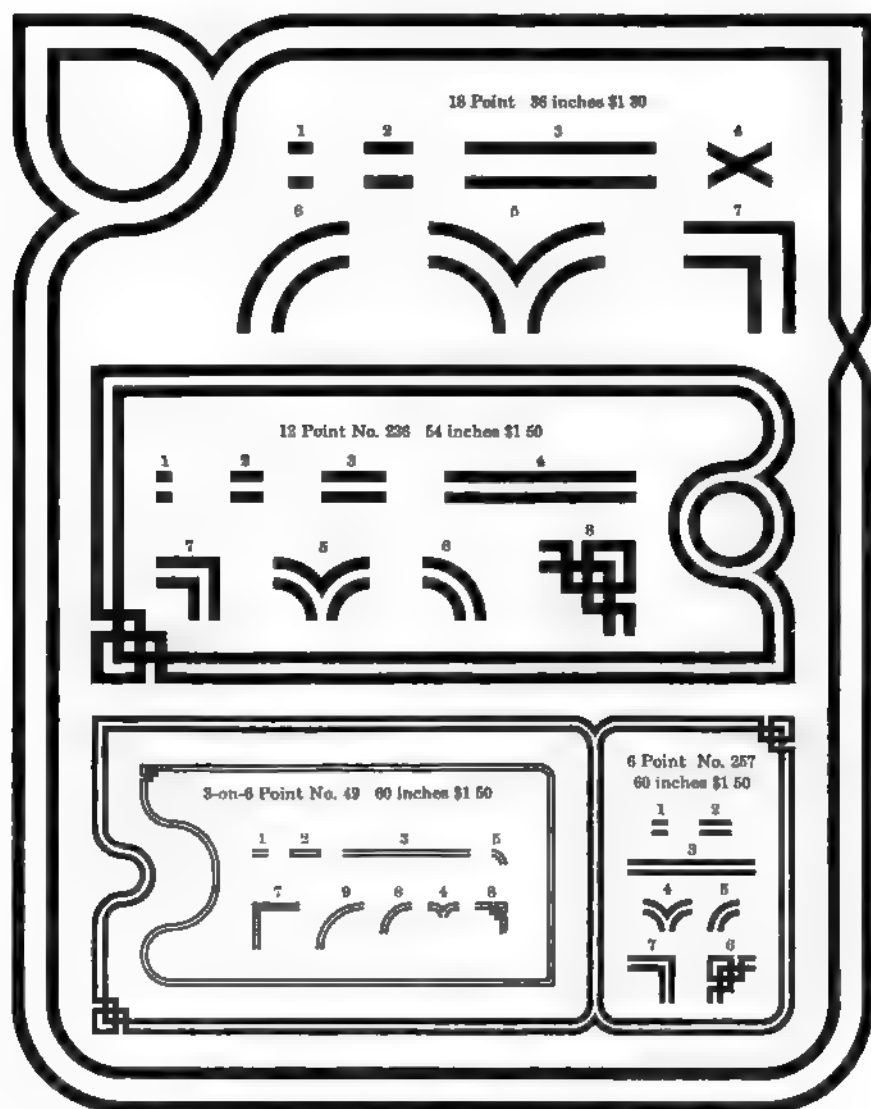 18 Point 36 inches $1 80
1 2 3 4
6 5 7
12 Point No. 236 54 inches $1 50
1 2 3 4
7 5 6 8
3-on-6 Point No. 49 60 inches $1 50
1 2 3 5
7 9 8 4 6
6 Point No. 257
60 inches $1 50
1 2
3
4 5
7 6